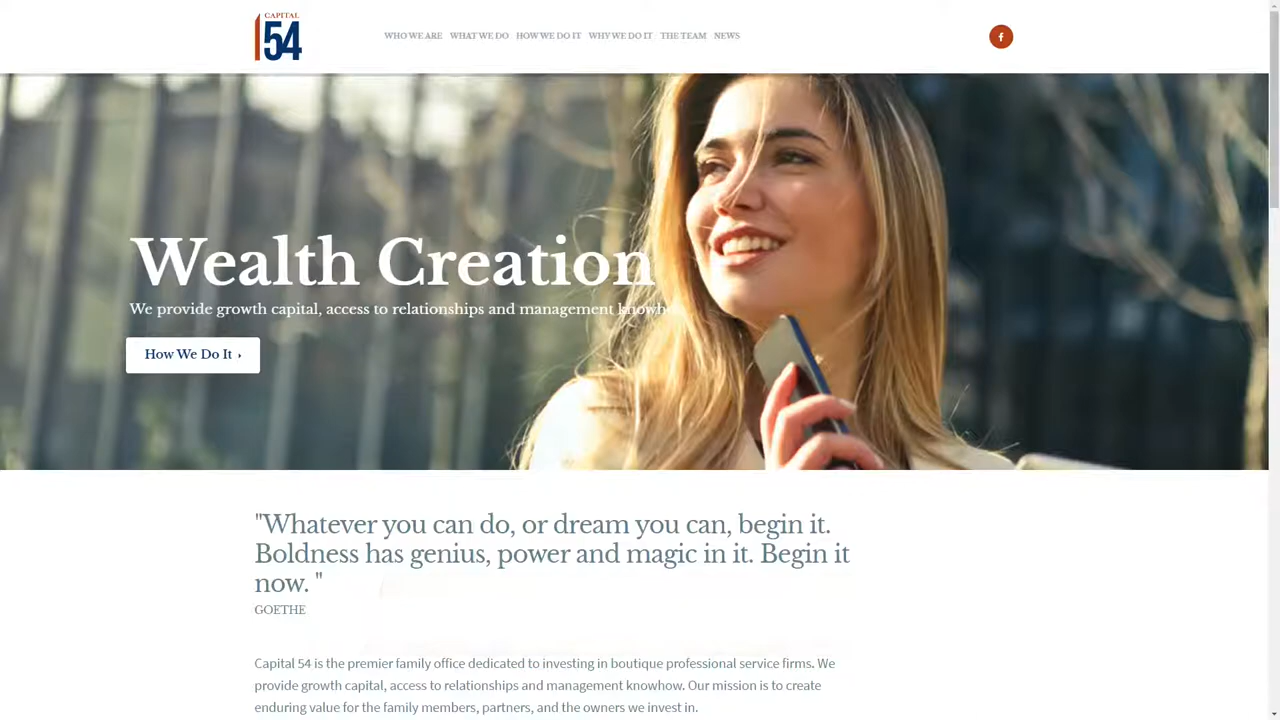 CAPITAL
54
WHO WE ARE WHAT WE DO HOW WE DO IT WHY WE DO IT THE TEAM NEWS
Wealth Creation
We provide growth capital, access to relationships and management
How We Do It
"Whatever you can do, or dream you can, begin it.
Boldness has genius, power and magic in it. Begin it
now. "
GOETHE
Capital 54 is the premier family office dedicated to investing in boutique professional service firms. We
provide growth capital, access to relationships and management knowhow. Our mission is to create
enduring value for the family members, partners, and the owners we invest in.